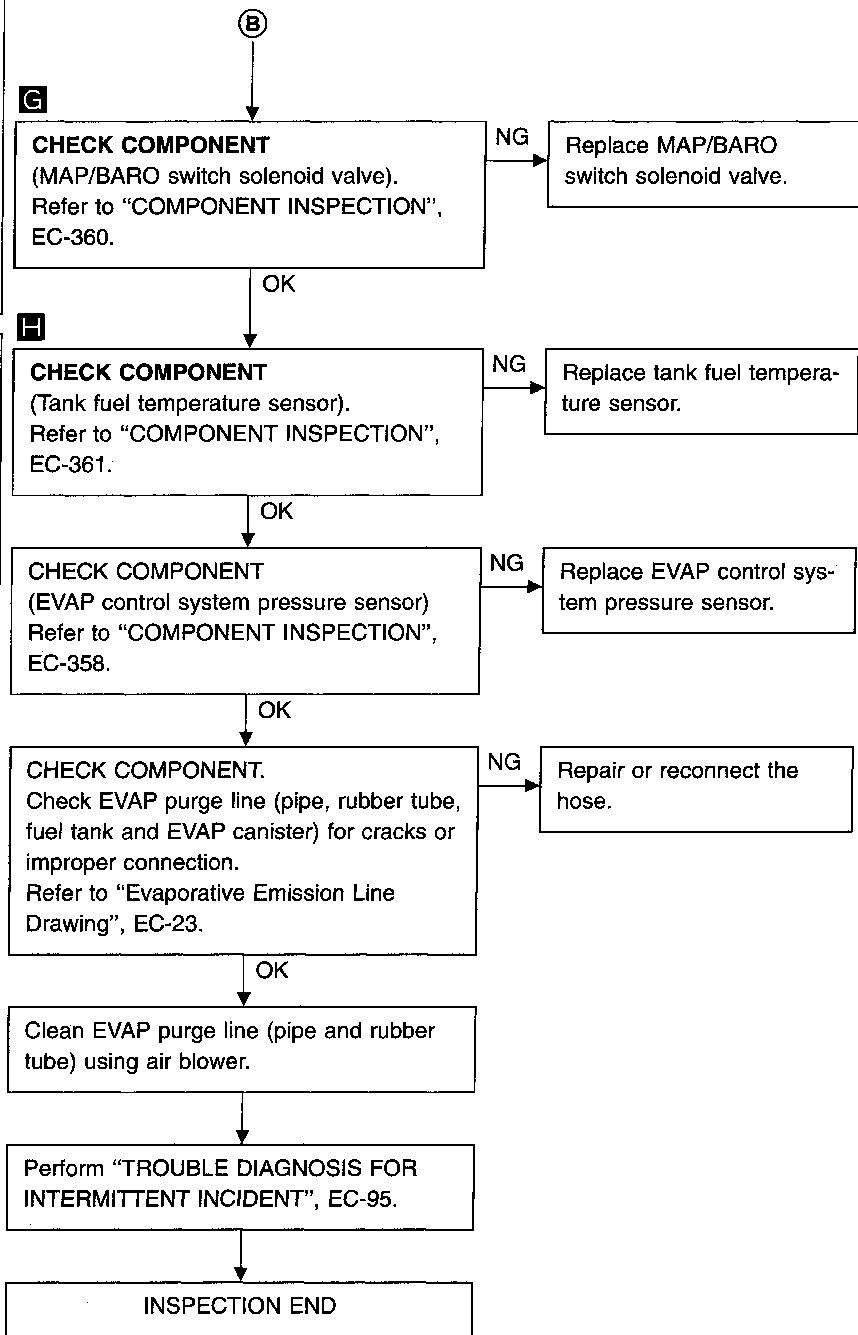 B
G
CHECK COMPONENT
(MAP/BARO switch solenoid valve).
Refer to “COMPONENT INSPECTION”,
EC-360.
NG
Replace MAP/BARO
switch solenoid valve.
OK
H
CHECK COMPONENT
(Tank fuel temperature sensor).
Refer to “COMPONENT INSPECTION”,
EC-361.
NG
Replace tank fuel tempera-
ture sensor.
OK
CHECK COMPONENT
(EVAP control system pressure sensor)
Refer to “COMPONENT INSPECTION”,
EC-358.
NG
Replace EVAP control sys-
tem pressure sensor.
OK
CHECK COMPONENT.
Check EVAP purge line (pipe, rubber tube,
fuel tank and EVAP canister) for cracks or
improper connection.
Refer to “Evaporative Emission Line
Drawing”, EC-23.
NG
Repair or reconnect the
hose.
OK
Clean EVAP purge line (pipe and rubber
tube) using air blower.
Perform “TROUBLE DIAGNOSIS FOR
INTERMITTENT INCIDENT”, EC-95.
INSPECTION END